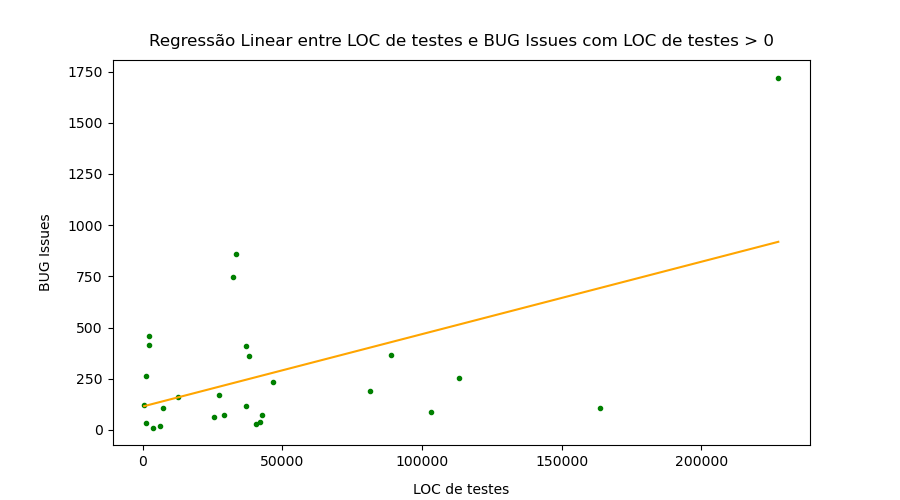 Regressão Linear entre LOC de testes e BUG Issues com LOC de testes > 0
1750
1500
1250
1000
750
500
250
0
BUG Issues
0 50000 100000 150000 200000
LOC de testes